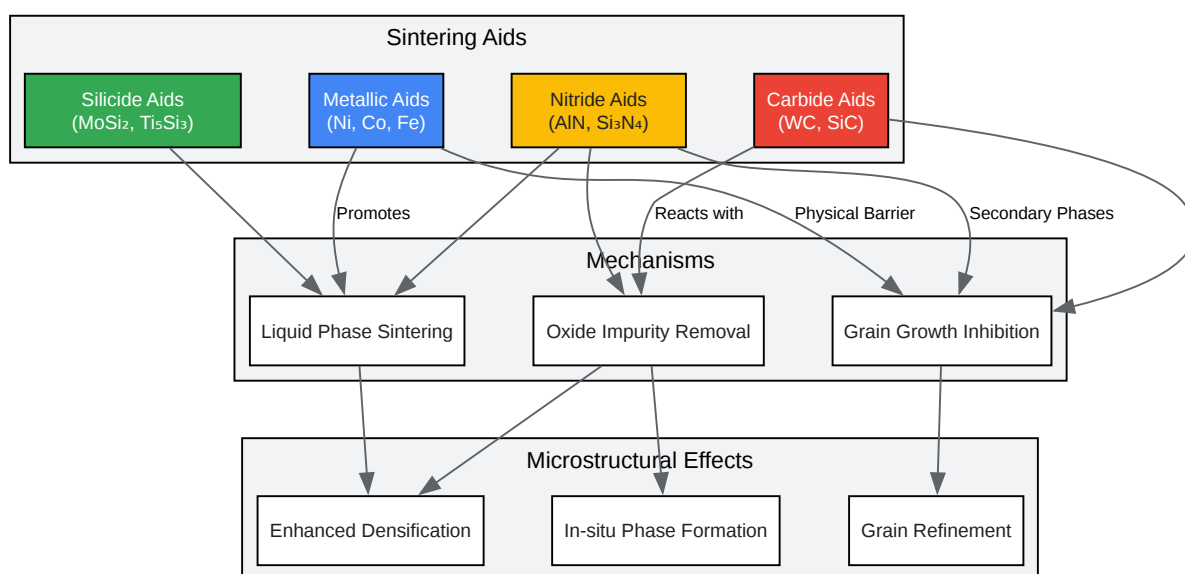 Sintering Aids
Silicide Aids
(MoSi₂, Ti₅Si₃)
Metallic Aids
(Ni, Co, Fe)
Nitride Aids
(AlN, Si₃N₄)
Carbide Aids
(WC, SiC)
Promotes
Reacts with
Physical Barrier
Secondary Phases
Mechanisms
Liquid Phase Sintering
Oxide Impurity Removal
Grain Growth Inhibition
Microstructural Effects
Enhanced Densification
In-situ Phase Formation
Grain Refinement